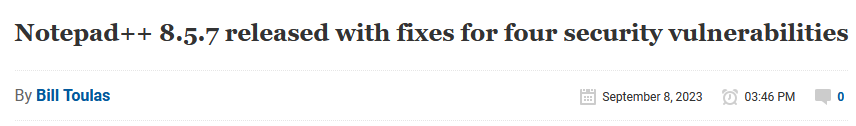 Notepad++ 8.5.7 released with fixes for four security vulnerabilities
By Bill Toulas September 8, 2023 03:46 PM 0